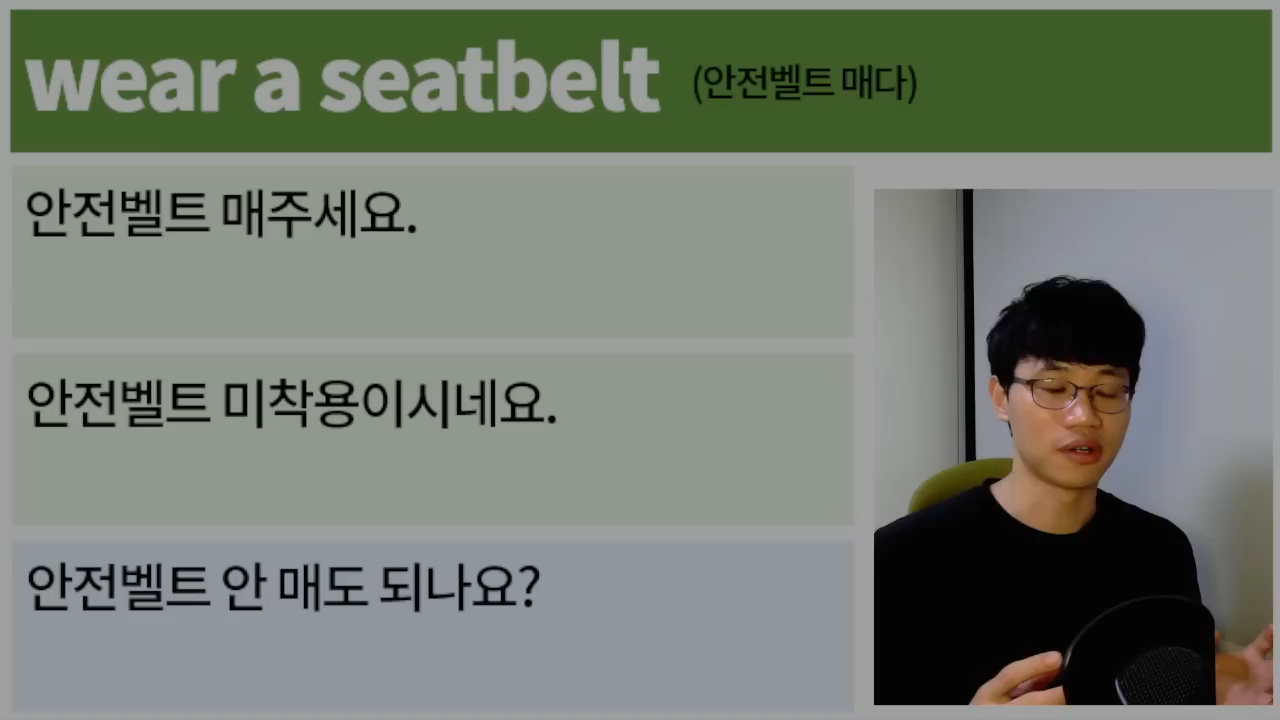 wear a seatbelt (안전벨트 매다)
안전벨트 매주세요.
안전벨트 미착용이시네요.
안전벨트 안 매도 되나요?